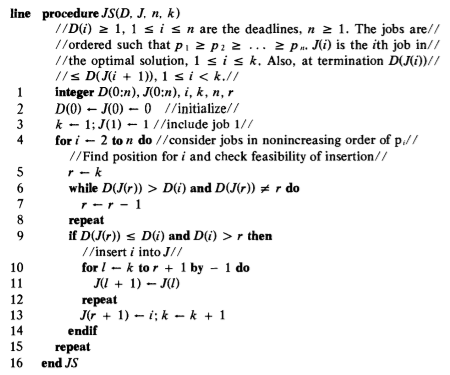 line procedure JS(D, J, n, k)
//D(i) ≥ 1, 1 ≤ i ≤ n are the deadlines, n ≥ 1. The jobs are//
//ordered such that p₁ ≥ p₂ ≥ ... ≥ pₙ. J(i) is the ith job in//
//the optimal solution, 1 ≤ i ≤ k. Also, at termination D(J(i))//
//≤ D(J(i + 1)), 1 ≤ i < k.//
1 integer D(0:n), J(0:n), i, k, n, r
2 D(0) ← J(0) ← 0 //initialize//
3 k ← 1; J(1) ← 1 //include job 1//
4 for i ← 2 to n do //consider jobs in nonincreasing order of pᵢ//
//Find position for i and check feasibility of insertion//
5 r ← k
6 while D(J(r)) > D(i) and D(J(r)) ≠ r do
7 r ← r − 1
8 repeat
9 if D(J(r)) ≤ D(i) and D(i) > r then
//insert i into J//
10 for l ← k to r + 1 by − 1 do
11 J(l + 1) ← J(l)
12 repeat
13 J(r + 1) ← i; k ← k + 1
14 endif
15 repeat
16 end JS